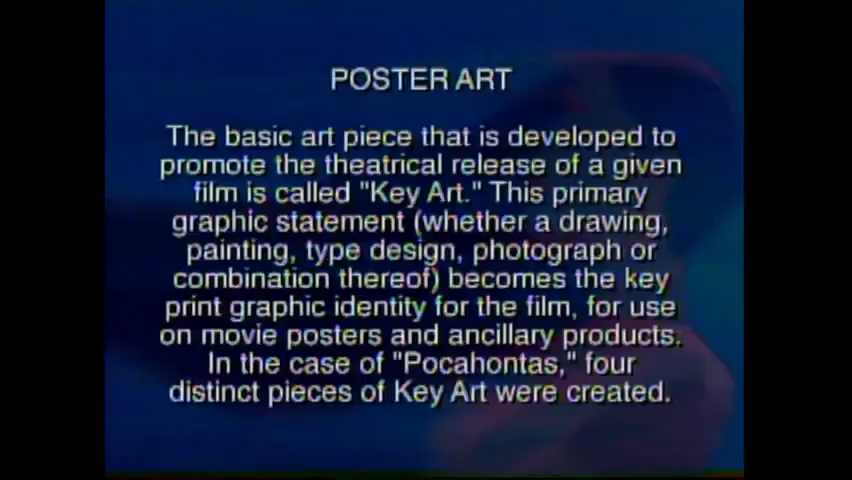 POSTER ART
The basic art piece that is developed to
promote the theatrical release of a given
film is called "Key Art." This primary
graphic statement (whether a drawing,
painting, type design, photograph or
combination thereof) becomes the key
print graphic identity for the film, for use
on movie posters and ancillary products.
In the case of "Pocahontas," four
distinct pieces of Key Art were created.